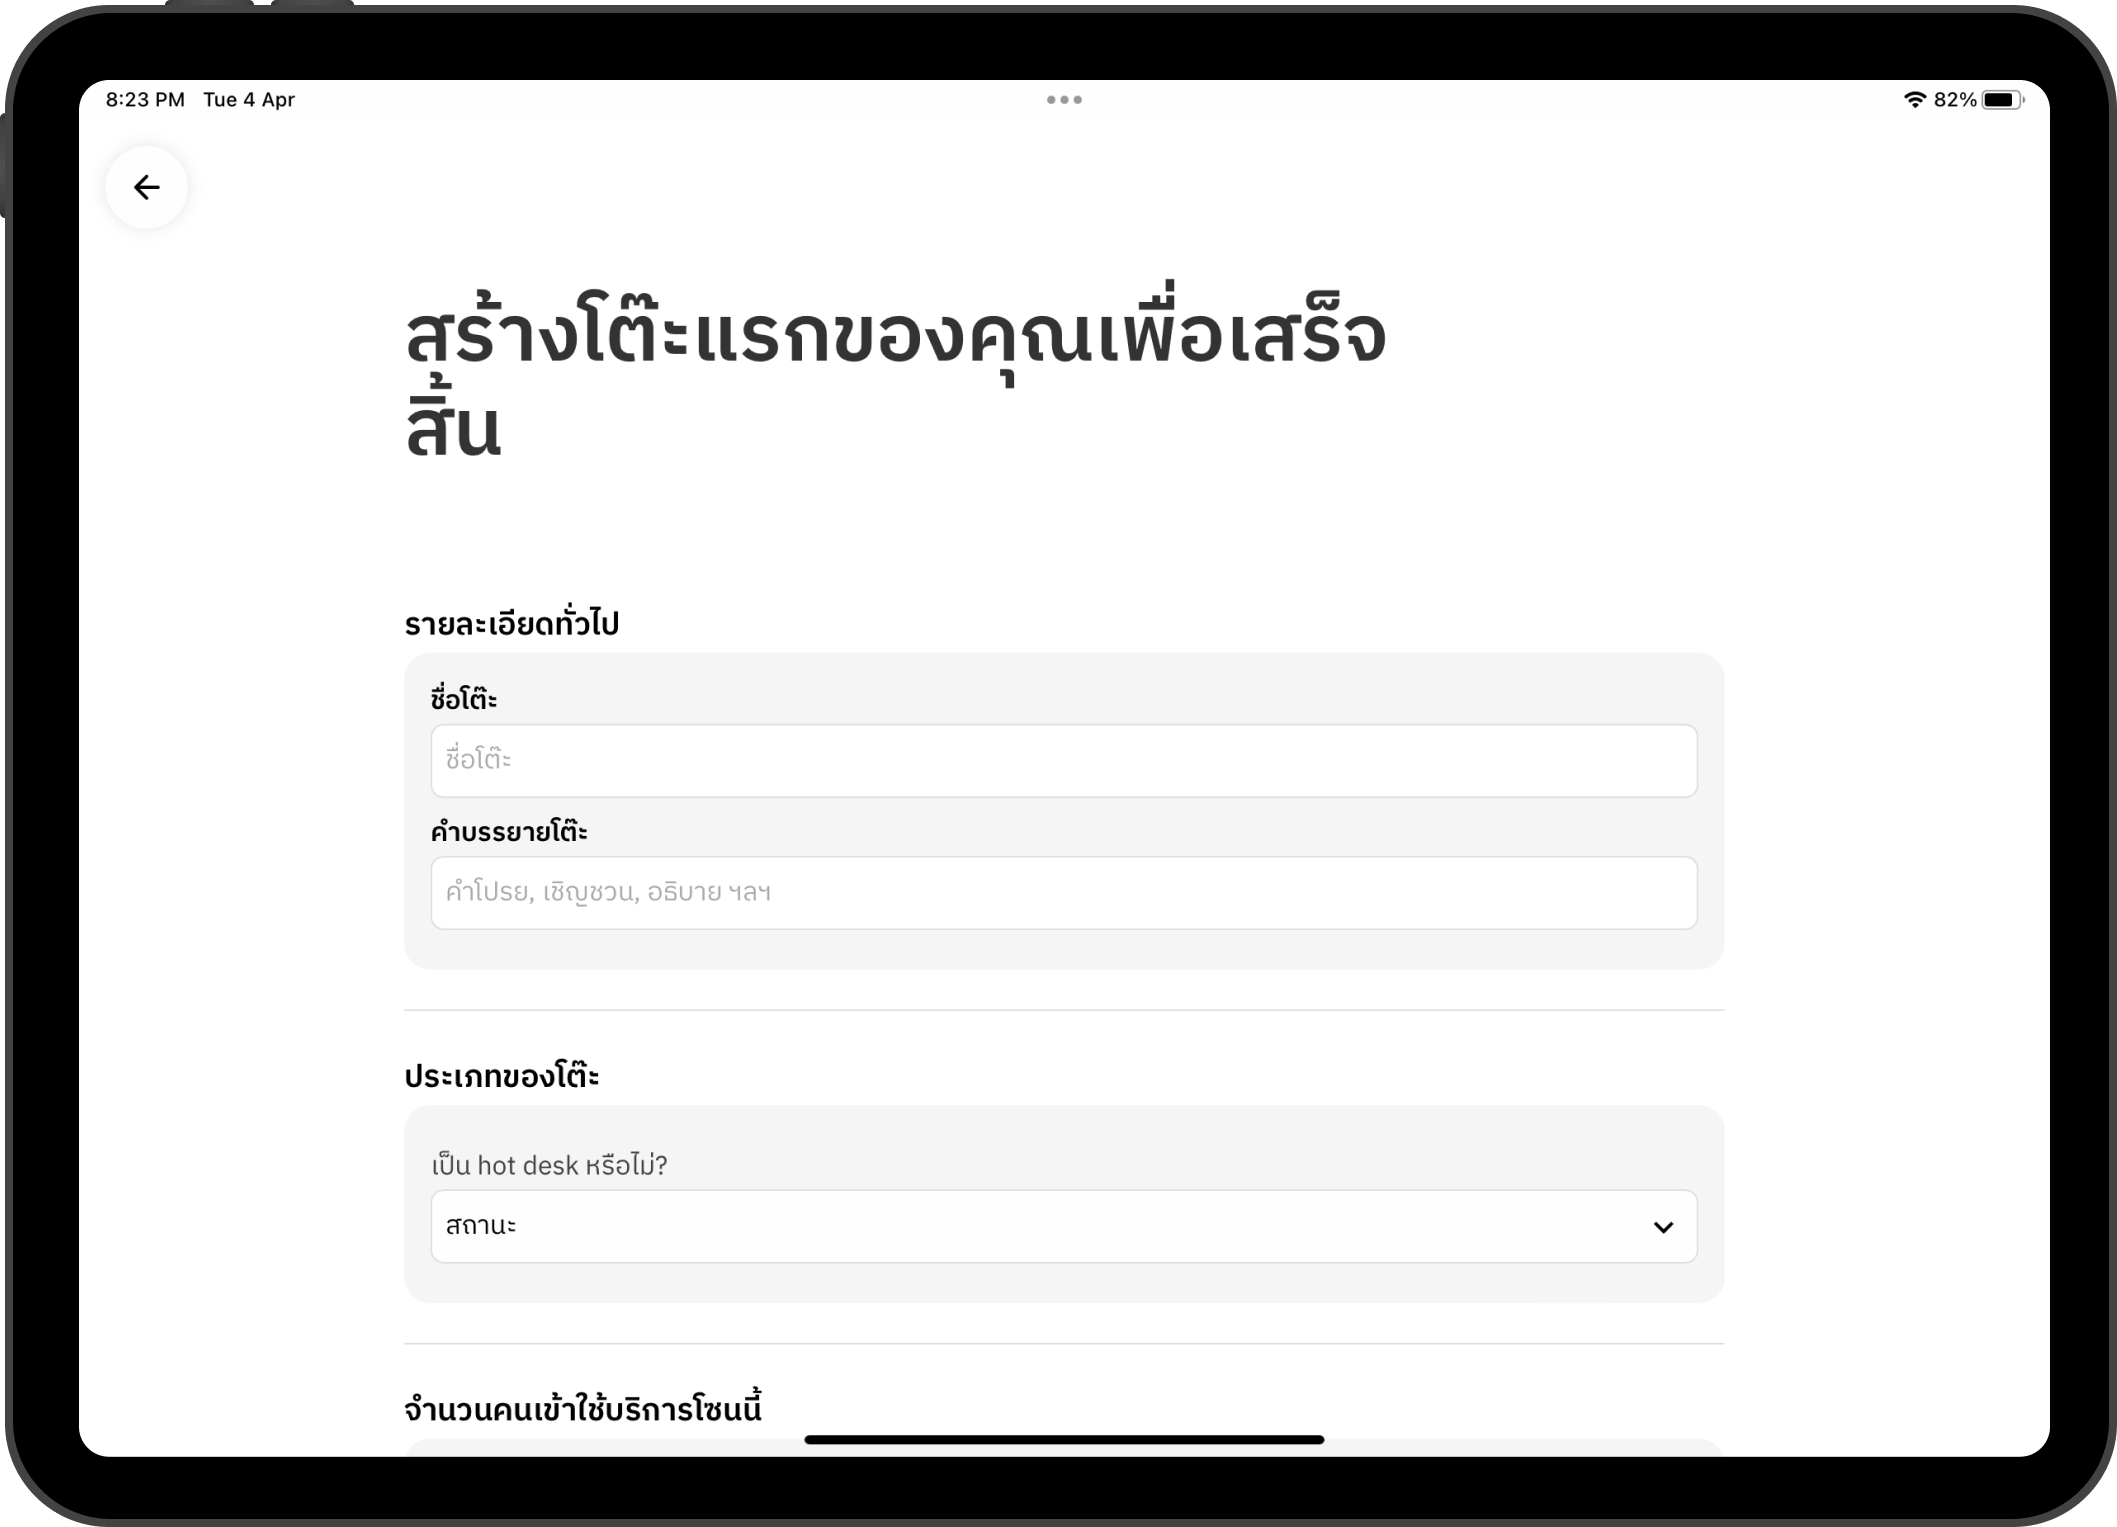 8:23 PM Tue 4 Apr
82%
สร้างโต๊ะแรกของคุณเพื่อเสร็จ
สิ้น
รายละเอียดทั่วไป
ชื่อโต๊ะ
ชื่อโต๊ะ
คำบรรยายโต๊ะ
คำโปรย, เชิญชวน, อธิบาย ฯลฯ
ประเภทของโต๊ะ
เป็น hot desk หรือไม่?
สถานะ
จำนวนคนเข้าใช้บริการโซนนี้